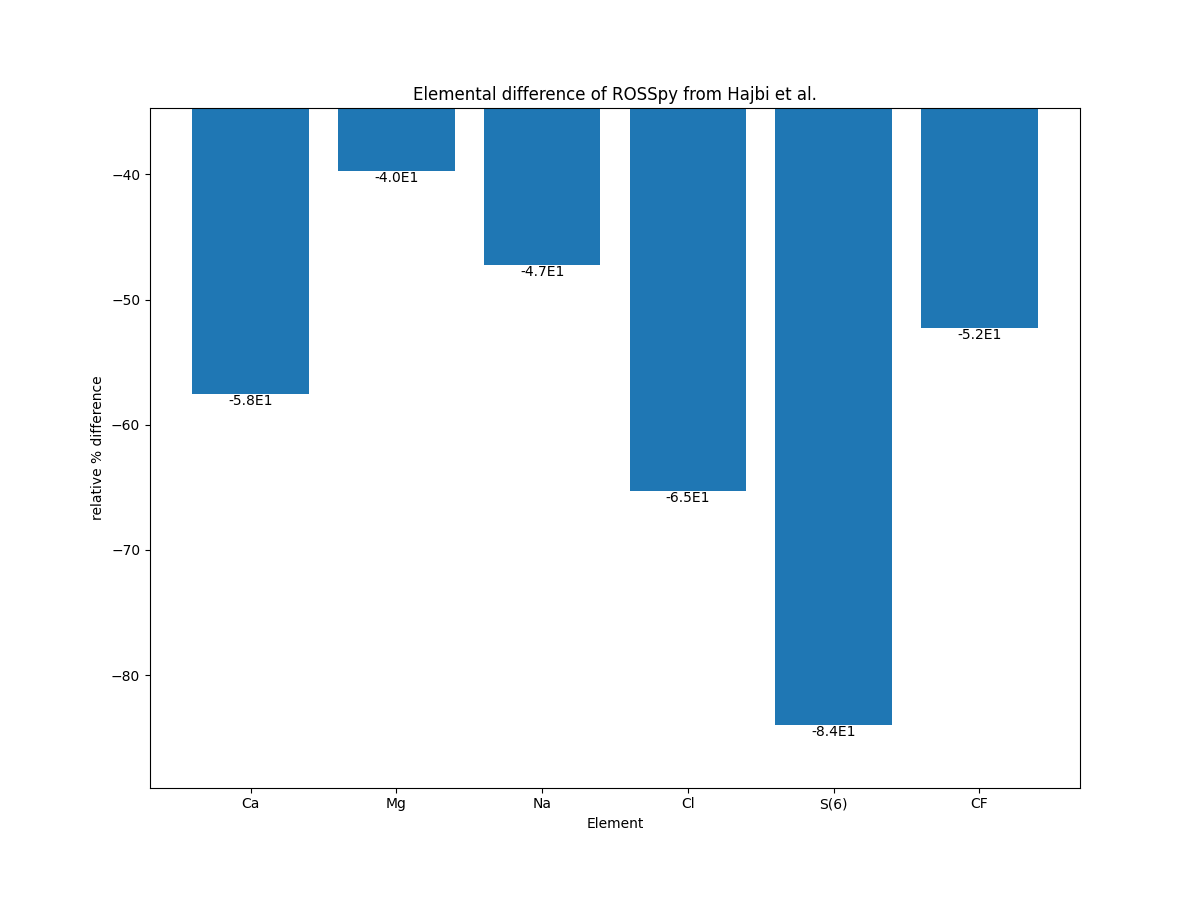 Elemental difference of ROSSpy from Hajbi et al.
−40
−50
−60
−70
−80
relative % difference
-5.8E1
-4.0E1
-4.7E1
-6.5E1
-8.4E1
-5.2E1
Ca
Mg
Na
Cl
S(6)
CF
Element